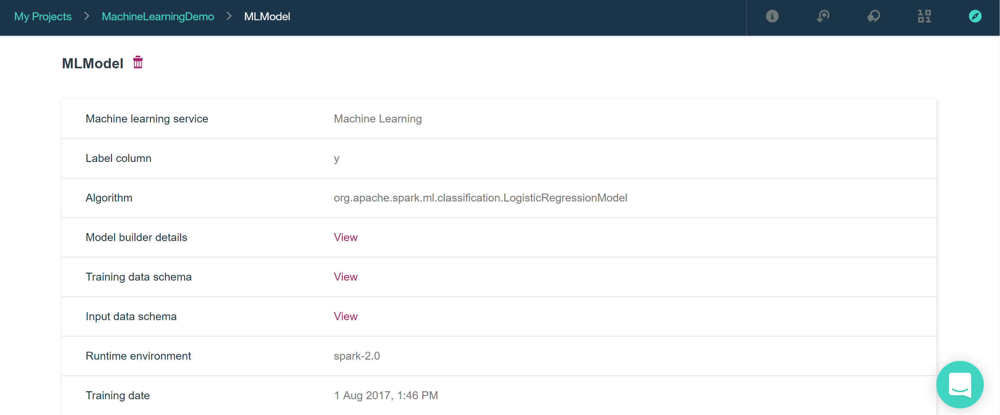 My Projects > MachineLearningDemo > MLModel
MLModel
Machine learning service Machine Learning
Label column y
Algorithm org.apache.spark.ml.classification.LogisticRegressionModel
Model builder details View
Training data schema View
Input data schema View
Runtime environment spark-2.0
Training date 1 Aug 2017, 1:46 PM